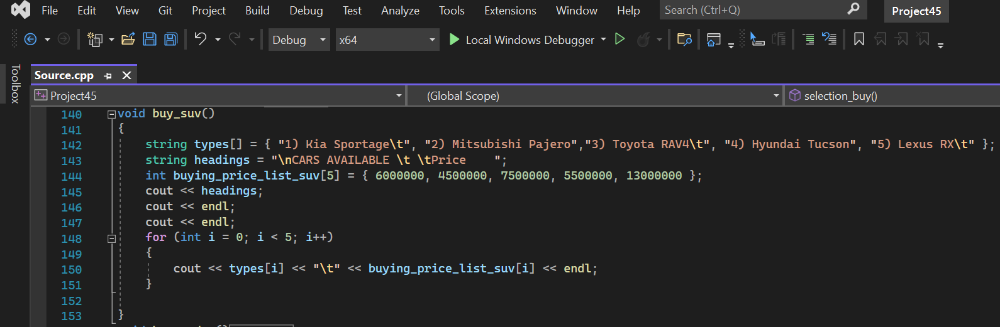 File Edit View Git Project Build Debug Test Analyze Tools Extensions Window Help Search (Ctrl+Q) Project45
Debug x64 Local Windows Debugger
Toolbox
Source.cpp
Project45 (Global Scope) selection_buy()
140 void buy_suv()
141 {
142 string types[] = { "1) Kia Sportage\t", "2) Mitsubishi Pajero","3) Toyota RAV4\t", "4) Hyundai Tucson", "5) Lexus RX\t" };
143 string headings = "\nCARS AVAILABLE \t \tPrice    ";
144 int buying_price_list_suv[5] = { 6000000, 4500000, 7500000, 5500000, 13000000 };
145 cout << headings;
146 cout << endl;
147 cout << endl;
148 for (int i = 0; i < 5; i++)
149 {
150 cout << types[i] << "\t" << buying_price_list_suv[i] << endl;
151 }
152
153 }